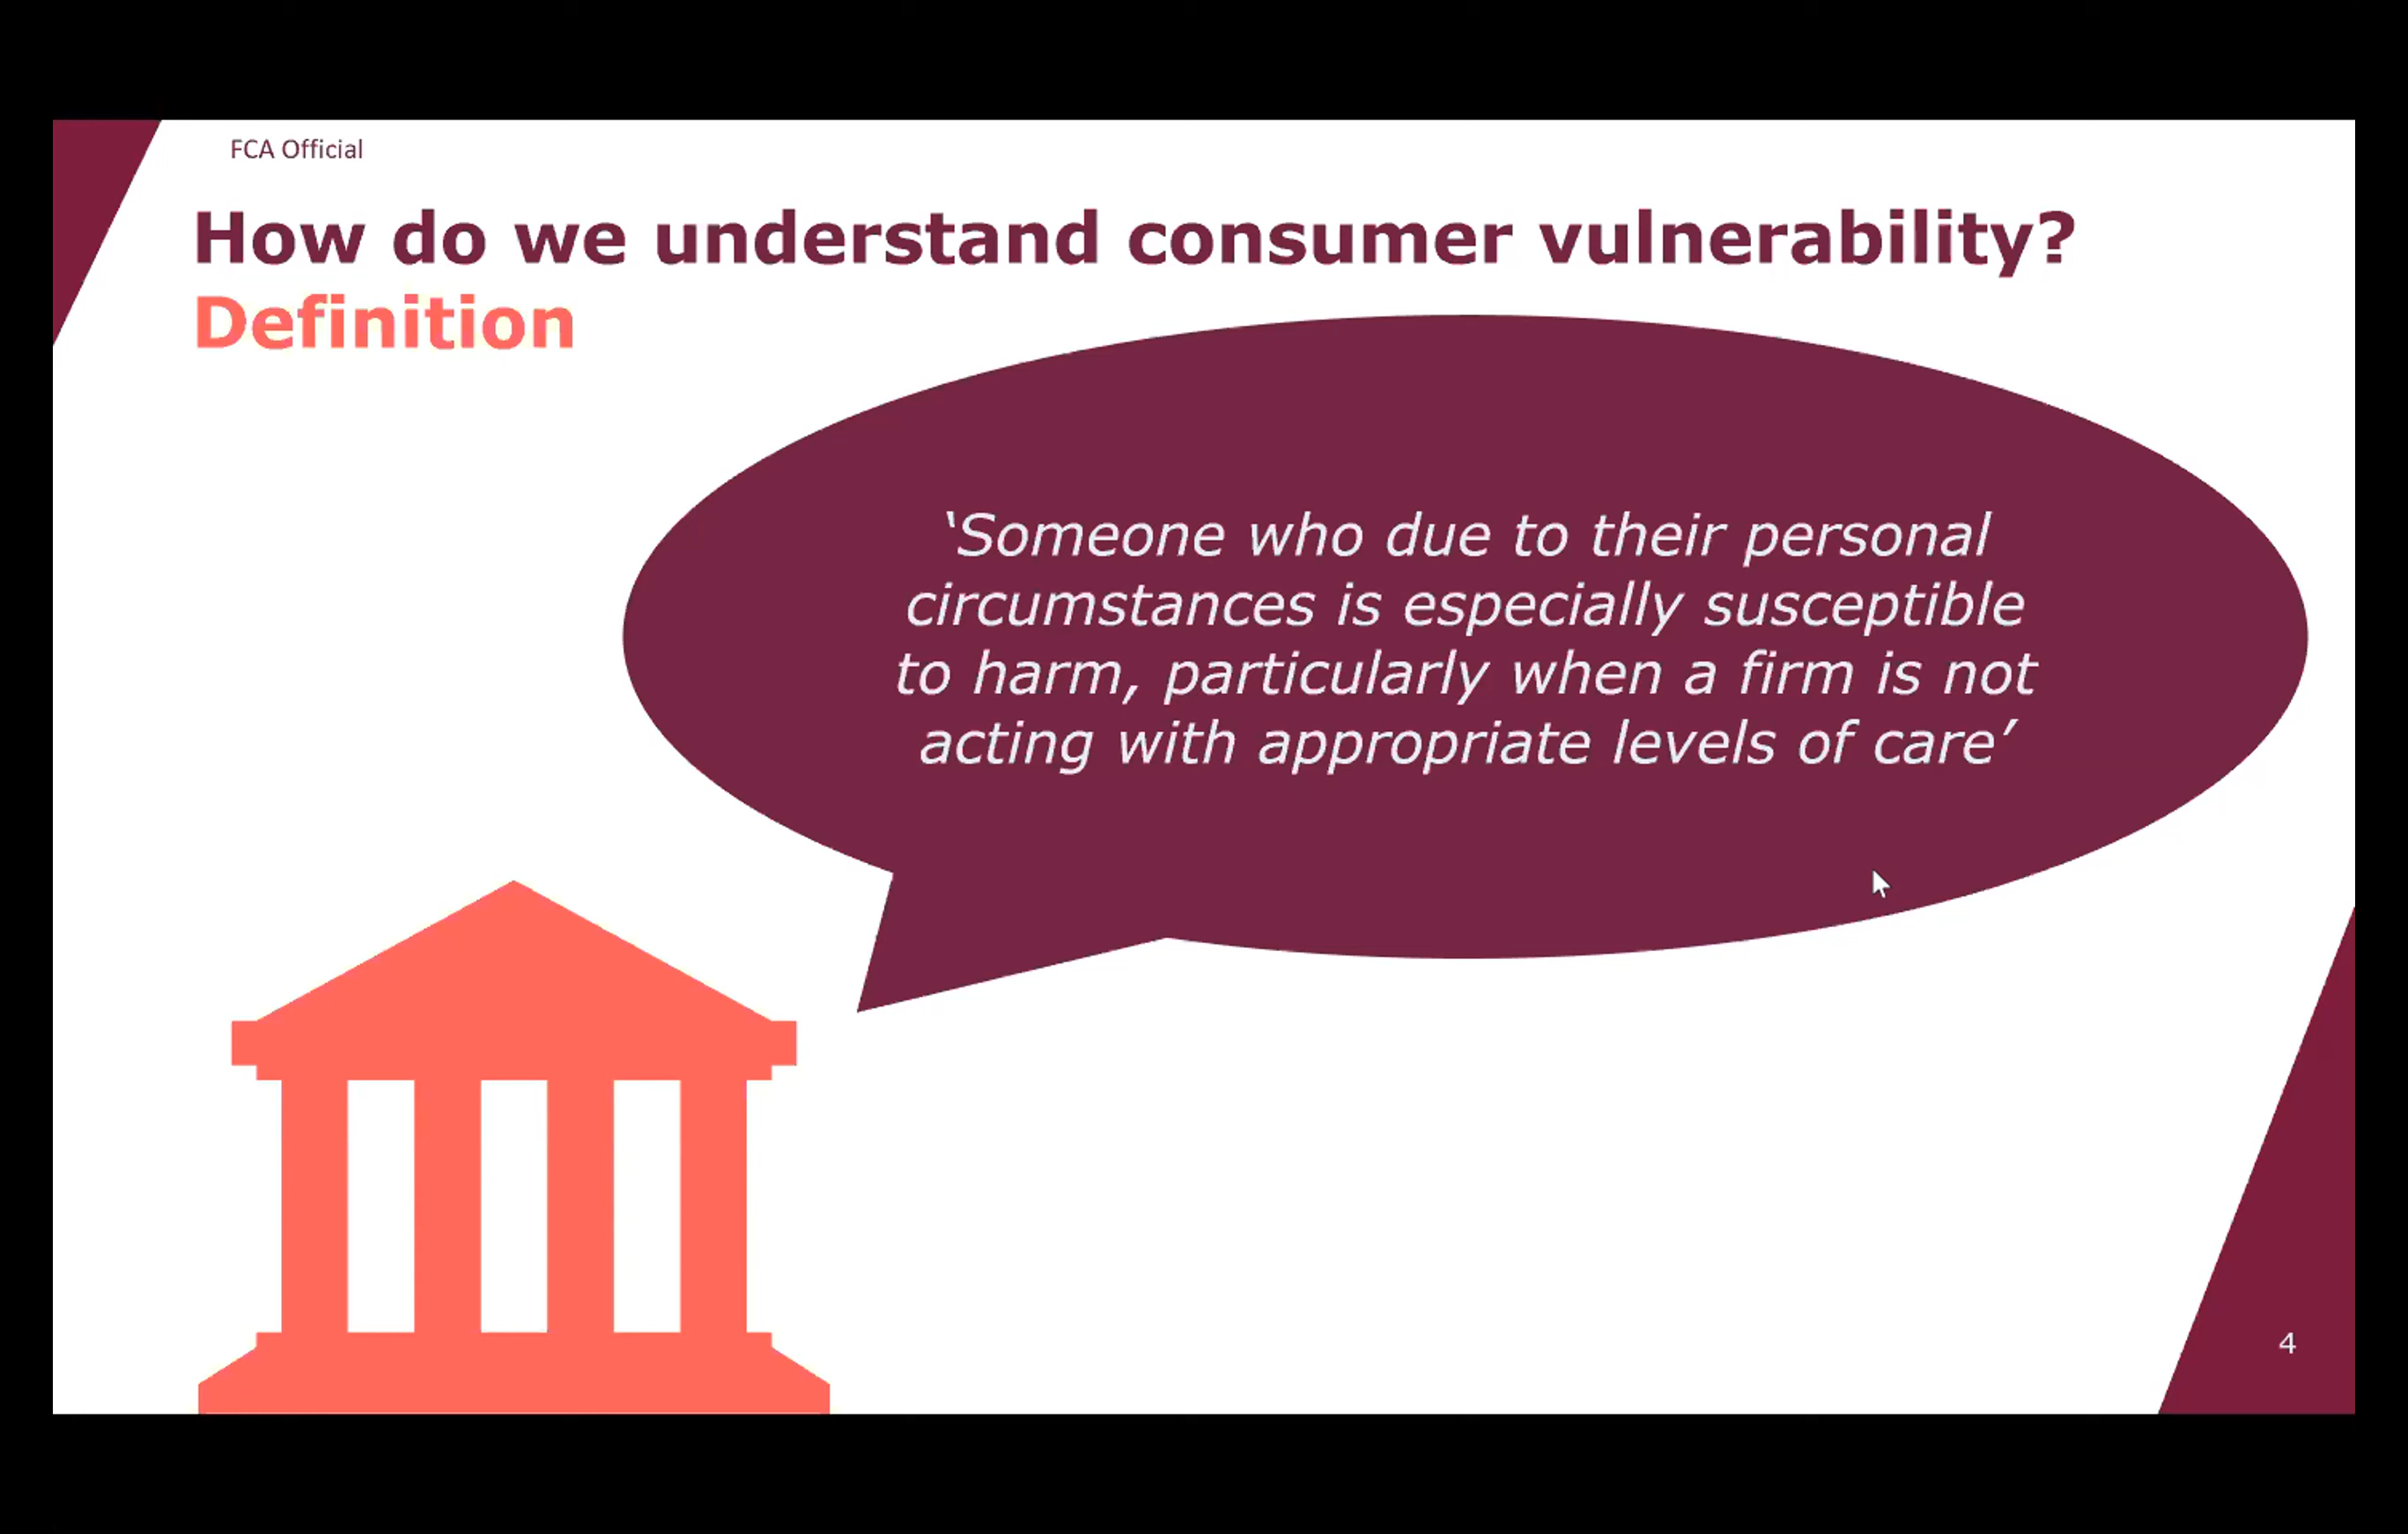 FCA Official
How do we understand consumer vulnerability?
Definition
‘Someone who due to their personal
circumstances is especially susceptible
to harm, particularly when a firm is not
acting with appropriate levels of care’
4